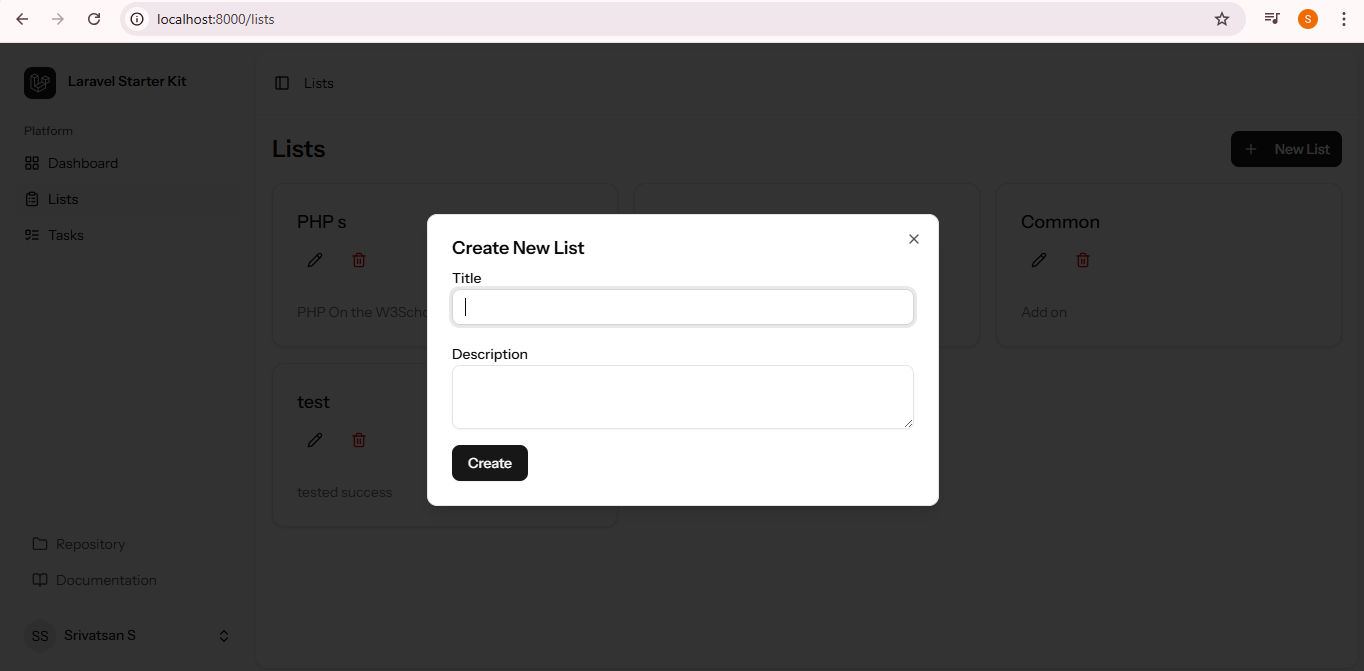 localhost:8000/lists
S
Laravel Starter Kit
Lists
Platform
Dashboard
Lists
Tasks
Lists
New List
PHP s
Common
PHP On the W3Scho
Add on
test
tested success
Create New List
Title
Description
Create
Repository
Documentation
SS
Srivatsan S